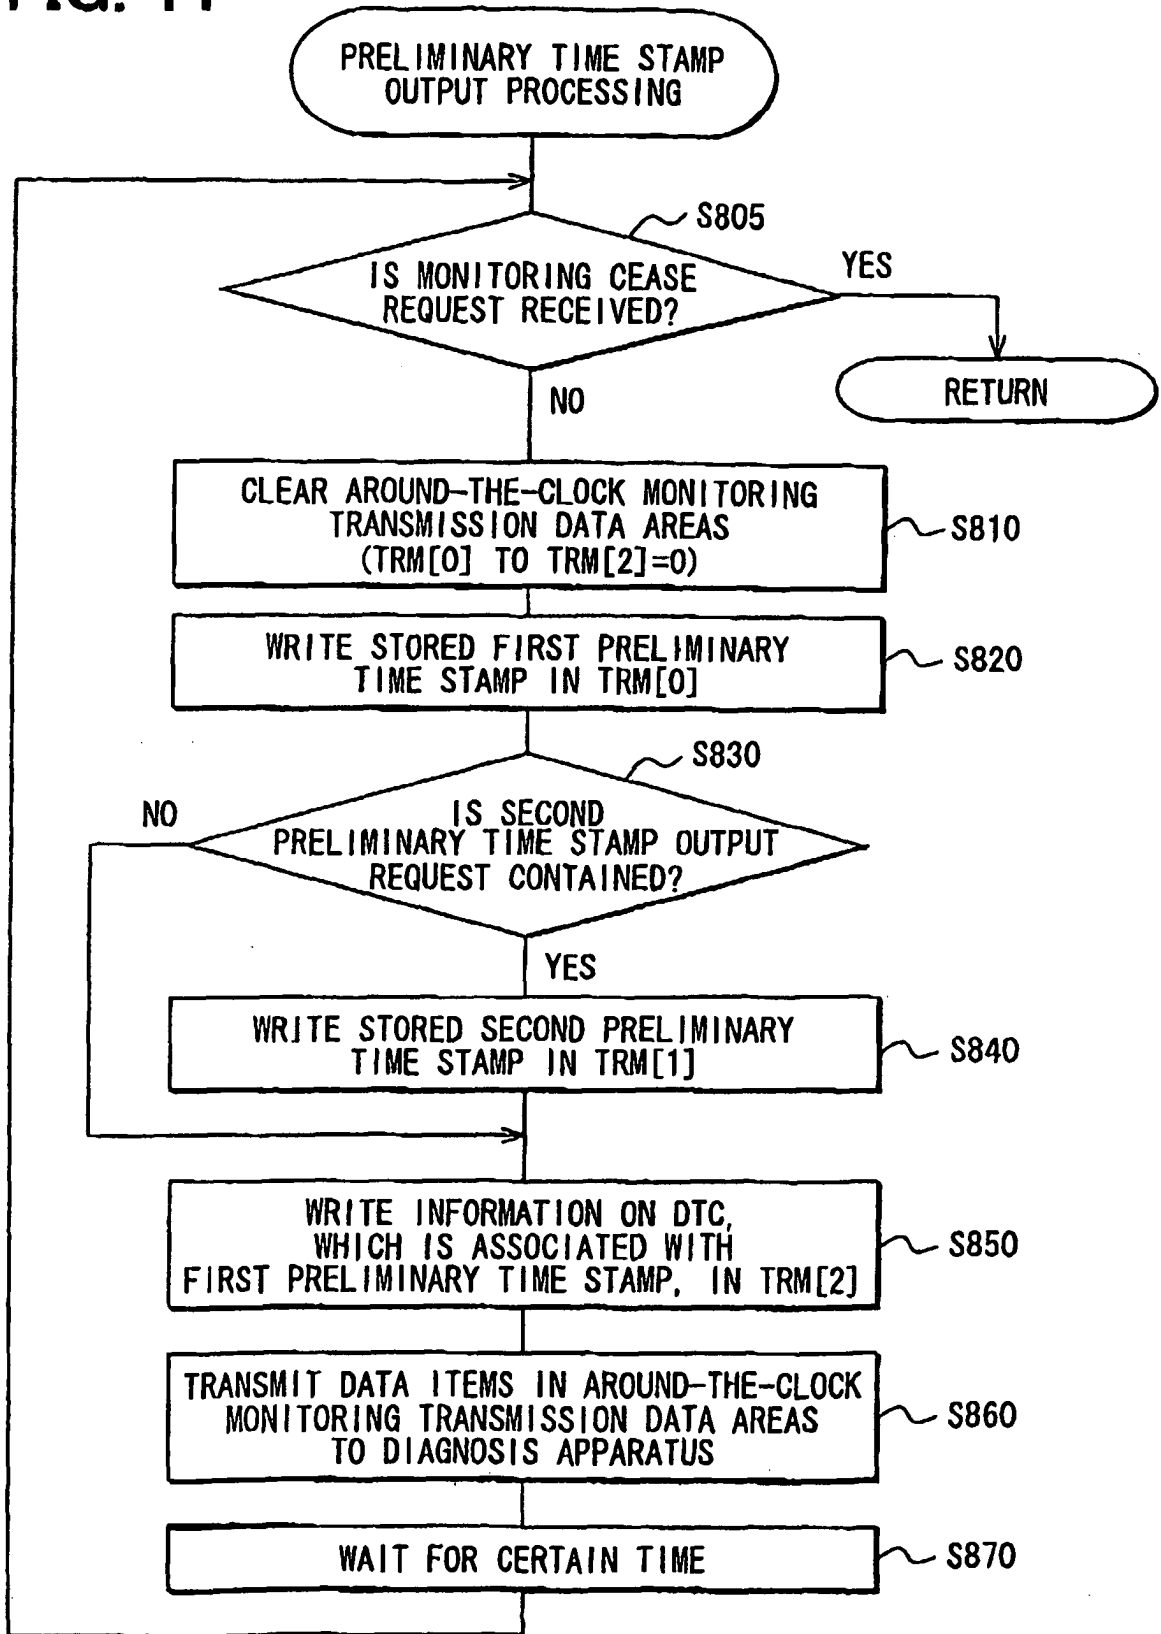 PRELIMINARY TIME STAMP
OUTPUT PROCESSING
S805
IS MONITORING CEASE
REQUEST RECEIVED?
YES
RETURN
NO
CLEAR AROUND-THE-CLOCK MONITORING
TRANSMISSION DATA AREAS
(TRM[0] TO TRM[2]=0)
S810
WRITE STORED FIRST PRELIMINARY
TIME STAMP IN TRM[0]
S820
S830
NO
IS SECOND
PRELIMINARY TIME STAMP OUTPUT
REQUEST CONTAINED?
YES
WRITE STORED SECOND PRELIMINARY
TIME STAMP IN TRM[1]
S840
WRITE INFORMATION ON DTC,
WHICH IS ASSOCIATED WITH
FIRST PRELIMINARY TIME STAMP, IN TRM[2]
S850
TRANSMIT DATA ITEMS IN AROUND-THE-CLOCK
MONITORING TRANSMISSION DATA AREAS
TO DIAGNOSIS APPARATUS
S860
WAIT FOR CERTAIN TIME
S870